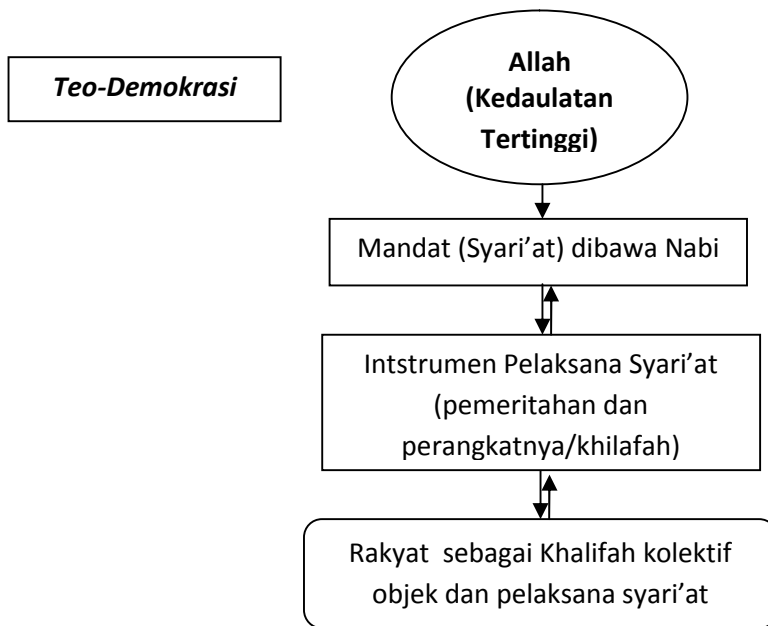 Teo-Demokrasi
Allah
(Kedaulatan
Tertinggi)
Mandat (Syari’at) dibawa Nabi
Intstrumen Pelaksana Syari’at
(pemeritahan dan
perangkatnya/khilafah)
Rakyat sebagai Khalifah kolektif
objek dan pelaksana syari’at